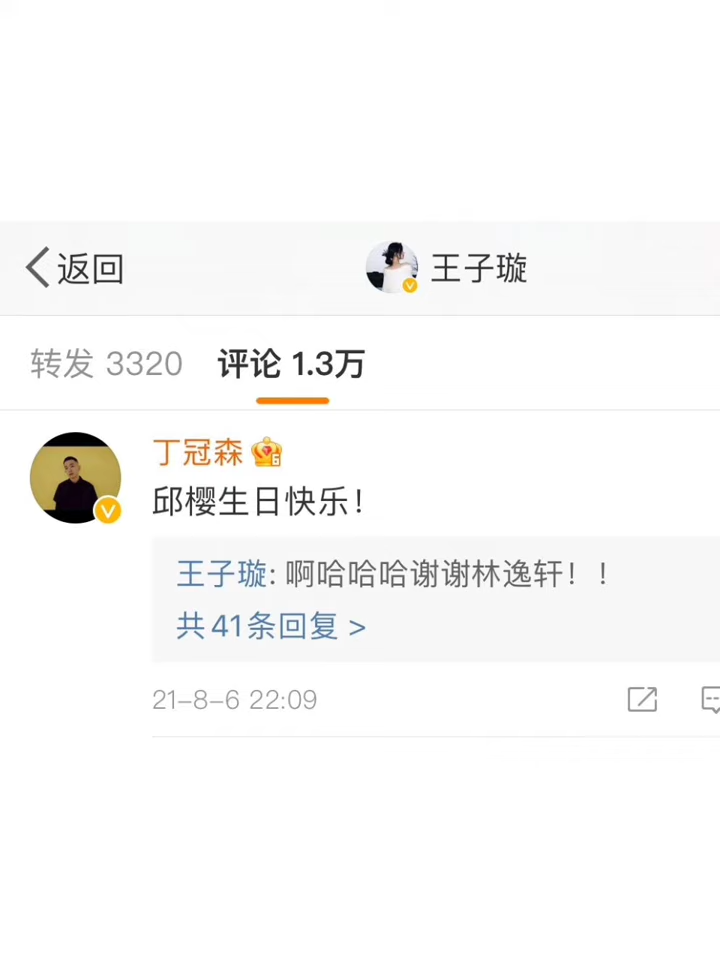 返回
王子璇
转发 3320 评论 1.3万
丁冠森
邱樱生日快乐！
王子璇: 啊哈哈哈谢谢林逸轩！！
共41条回复 >
21-8-6 22:09